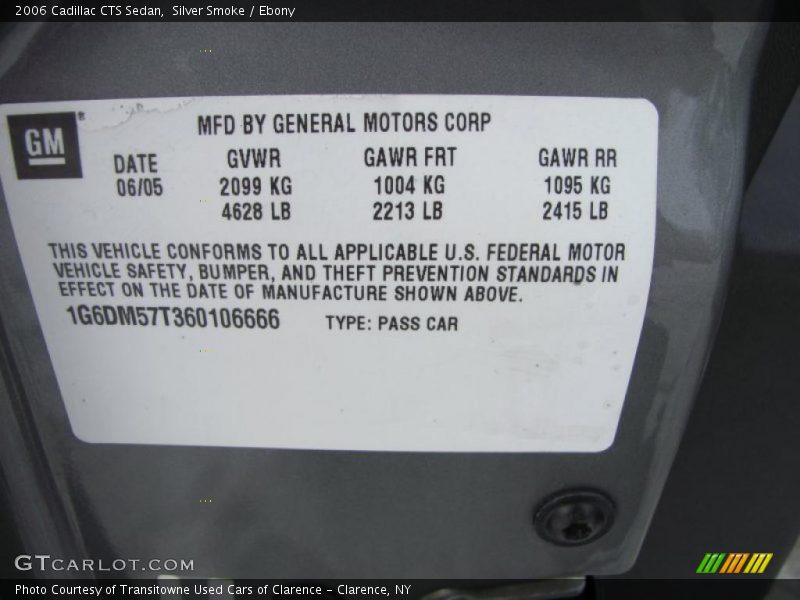 2006 Cadillac CTS Sedan,  Silver Smoke / Ebony
GM®
MFD BY GENERAL MOTORS CORP
DATE GVWR GAWR FRT GAWR RR
06/05 2099 KG 1004 KG 1095 KG
4628 LB 2213 LB 2415 LB
THIS VEHICLE CONFORMS TO ALL APPLICABLE U.S. FEDERAL MOTOR
VEHICLE SAFETY, BUMPER, AND THEFT PREVENTION STANDARDS IN
EFFECT ON THE DATE OF MANUFACTURE SHOWN ABOVE.
1G6DM57T360106666 TYPE: PASS CAR
GTCARLOT.COM
Photo Courtesy of Transitowne Used Cars of Clarence – Clarence, NY